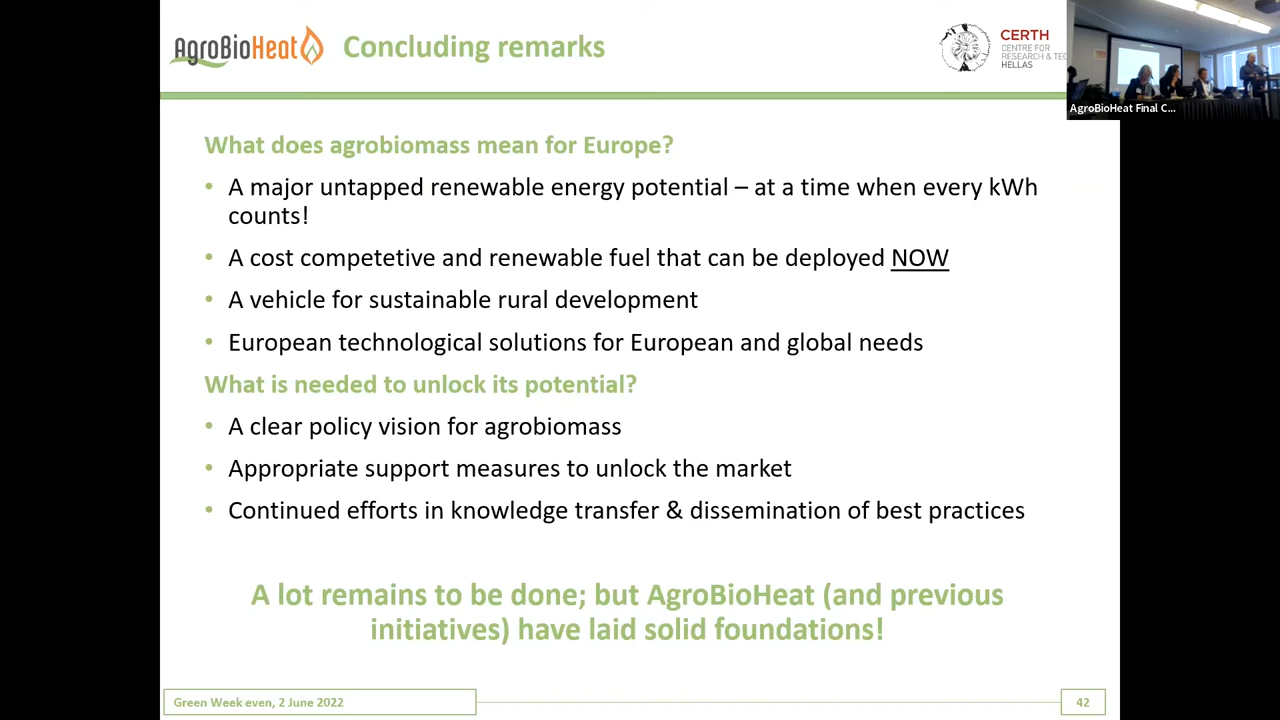 AgroBioHeat
Concluding remarks
CERTH
CENTRE FOR
RESEARCH & TEC
HELLAS
AgroBioHeat Final C...
What does agrobiomass mean for Europe?
• A major untapped renewable energy potential – at a time when every kWh
counts!
• A cost competetive and renewable fuel that can be deployed NOW
• A vehicle for sustainable rural development
• European technological solutions for European and global needs
What is needed to unlock its potential?
• A clear policy vision for agrobiomass
• Appropriate support measures to unlock the market
• Continued efforts in knowledge transfer & dissemination of best practices
A lot remains to be done; but AgroBioHeat (and previous
initiatives) have laid solid foundations!
Green Week even, 2 June 2022
42